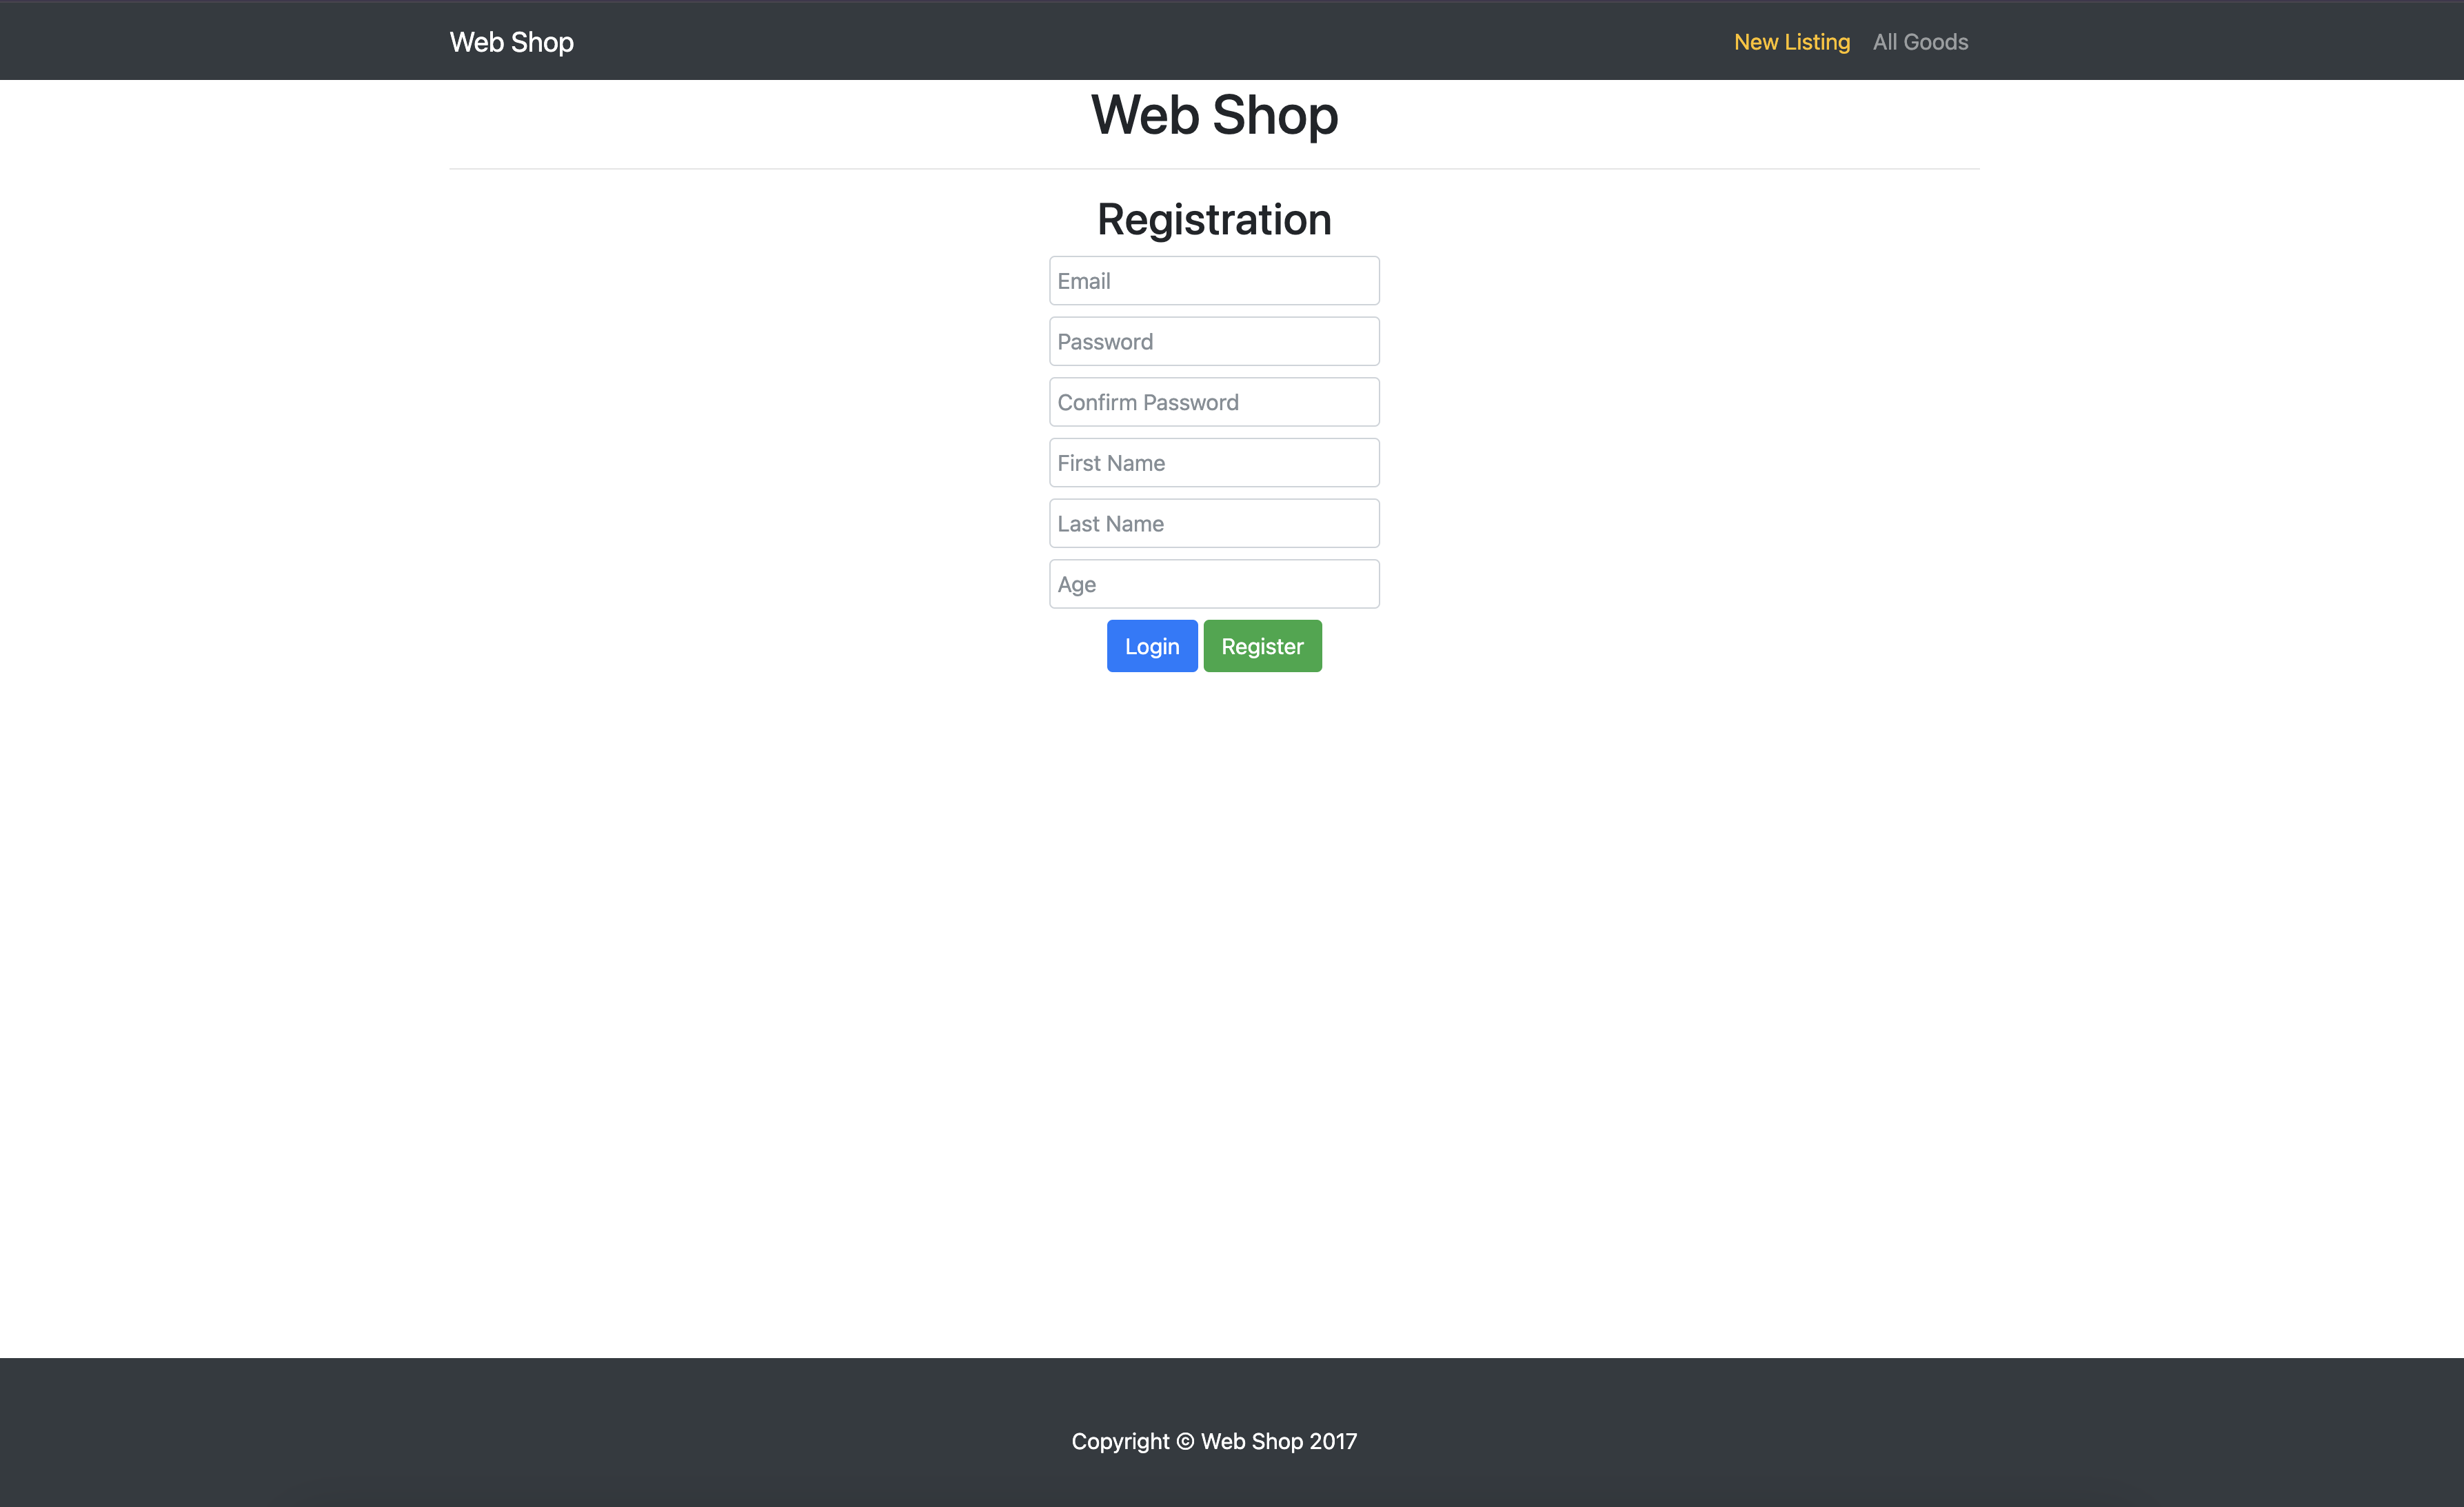 Web Shop
New Listing All Goods
Web Shop
Registration
Email
Password
Confirm Password
First Name
Last Name
Age
Login Register
Copyright © Web Shop 2017